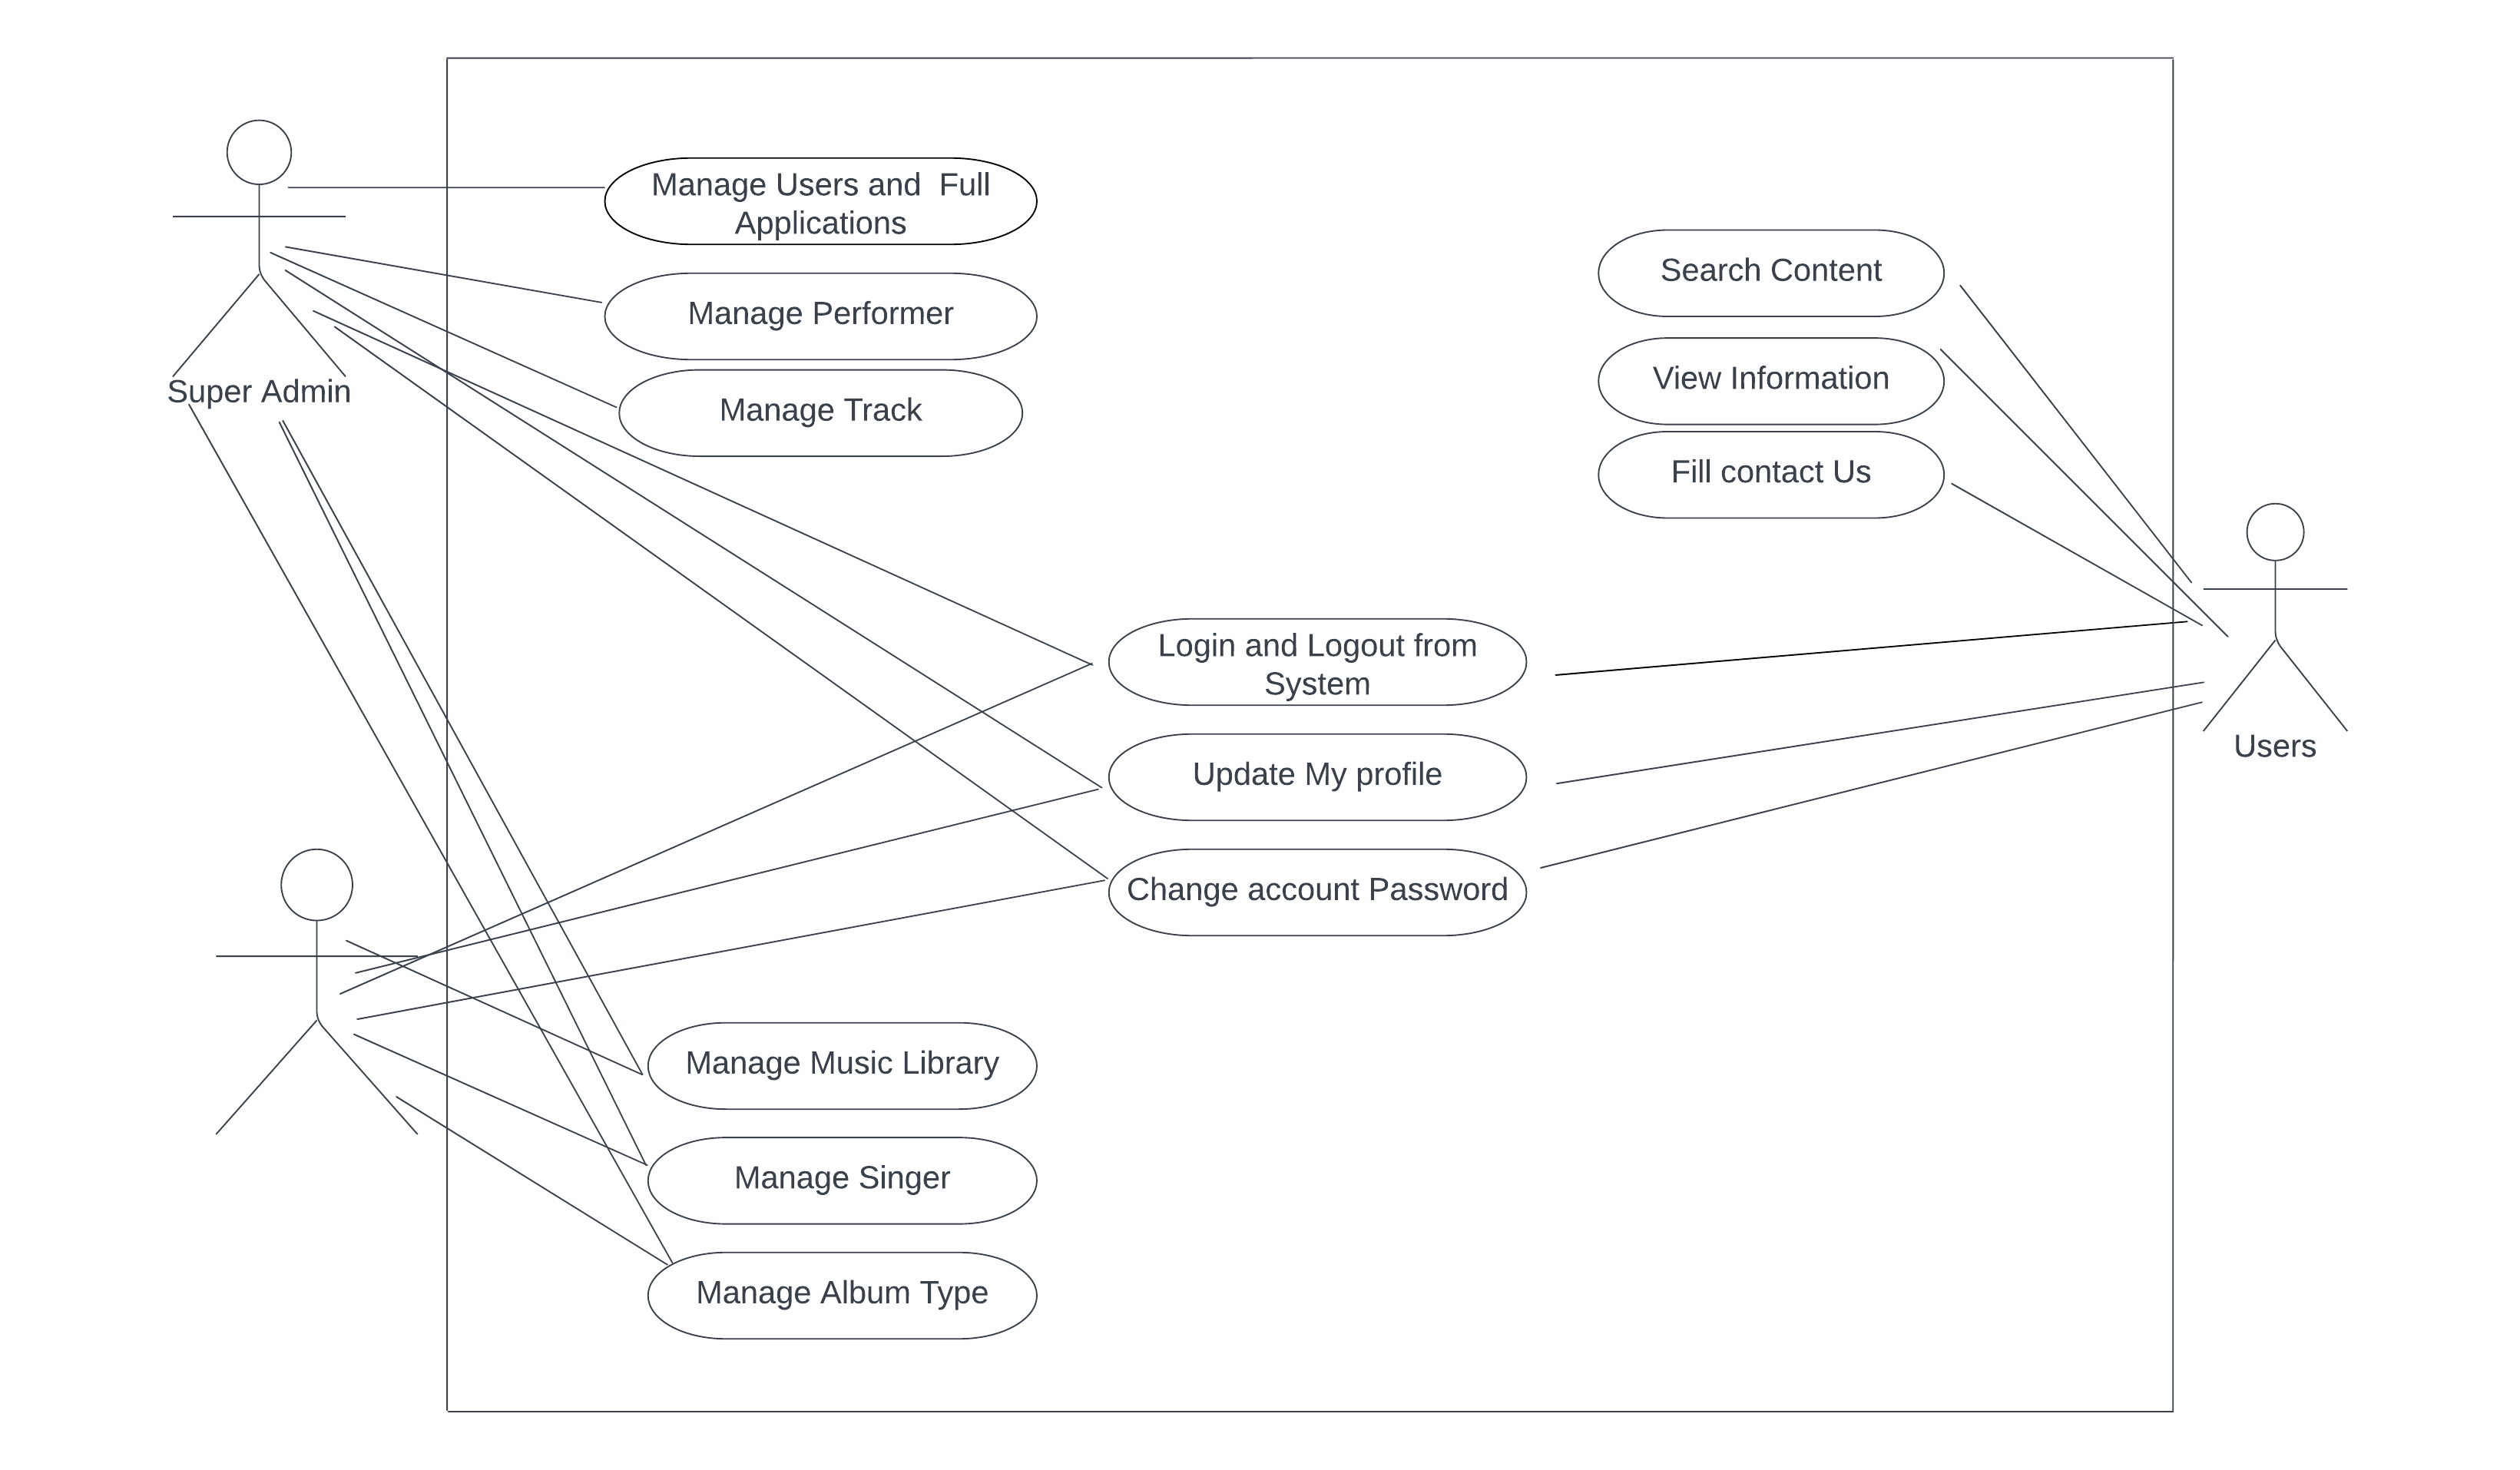 Manage Users and  Full
Applications
Manage Performer
Manage Track
Super Admin
Search Content
View Information
Fill contact Us
Login and Logout from
System
Update My profile
Change account Password
Users
Manage Music Library
Manage Singer
Manage Album Type